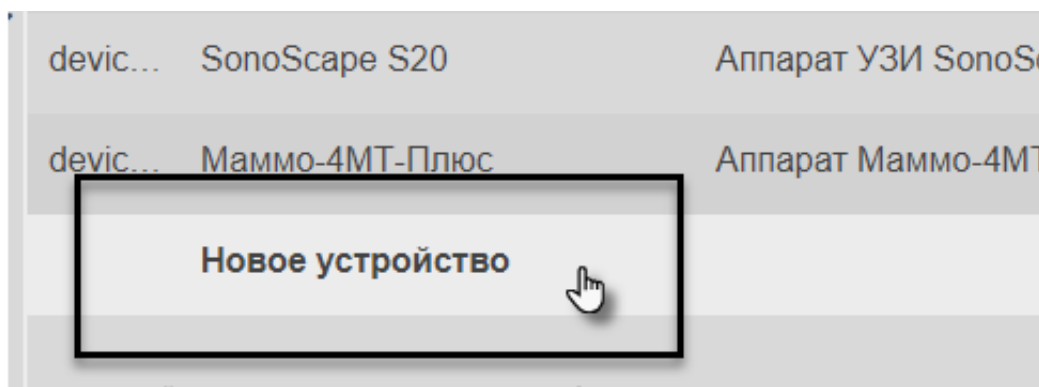 devic... SonoScape S20 Аппарат УЗИ SonoSc
devic... Маммо-4МТ-Плюс Аппарат Маммо-4МТ
Новое устройство